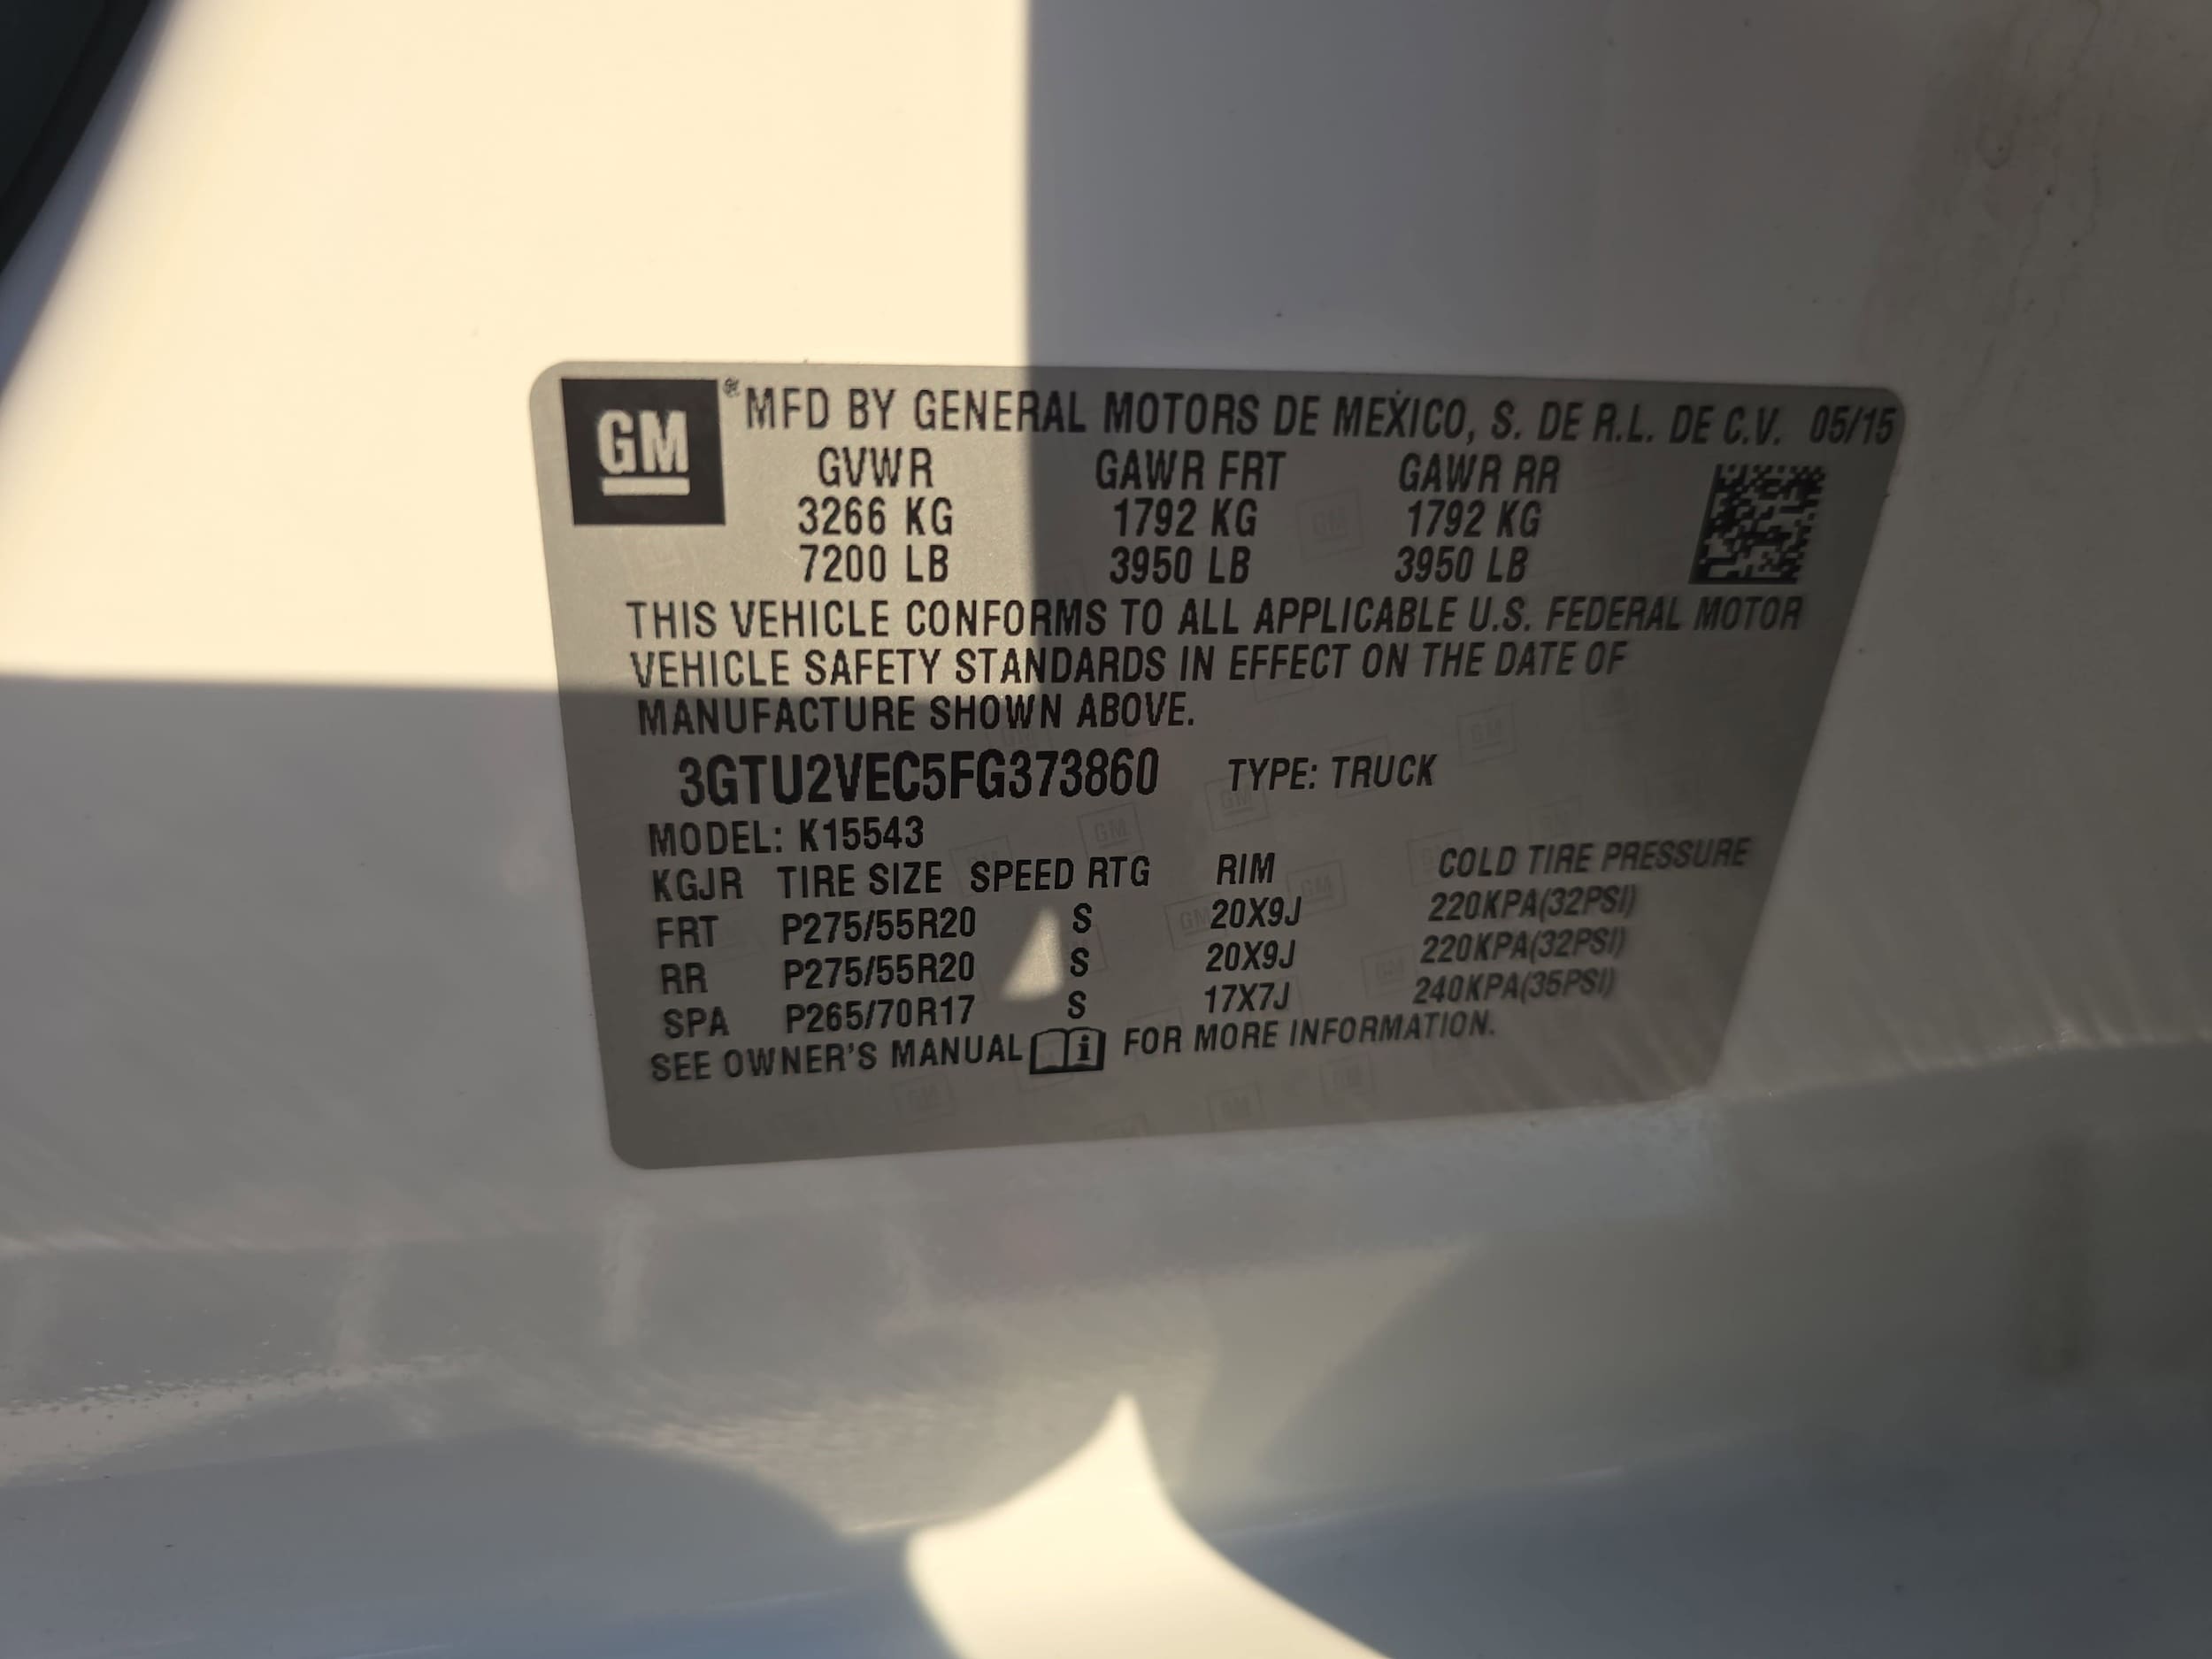 GM ® MFD BY GENERAL MOTORS DE MEXICO, S. DE R.L. DE C.V. 05/15
GVWR GAWR FRT GAWR RR
3266 KG 1792 KG 1792 KG
7200 LB 3950 LB 3950 LB
THIS VEHICLE CONFORMS TO ALL APPLICABLE U.S. FEDERAL MOTOR
VEHICLE SAFETY STANDARDS IN EFFECT ON THE DATE OF
MANUFACTURE SHOWN ABOVE.
3GTU2VEC5FG373860 TYPE: TRUCK
MODEL: K15543
KGJR TIRE SIZE SPEED RTG RIM COLD TIRE PRESSURE
FRT P275/55R20 S 20X9J 220KPA(32PSI)
RR P275/55R20 S 20X9J 220KPA(32PSI)
SPA P265/70R17 S 17X7J 240KPA(35PSI)
SEE OWNER'S MANUAL i FOR MORE INFORMATION.